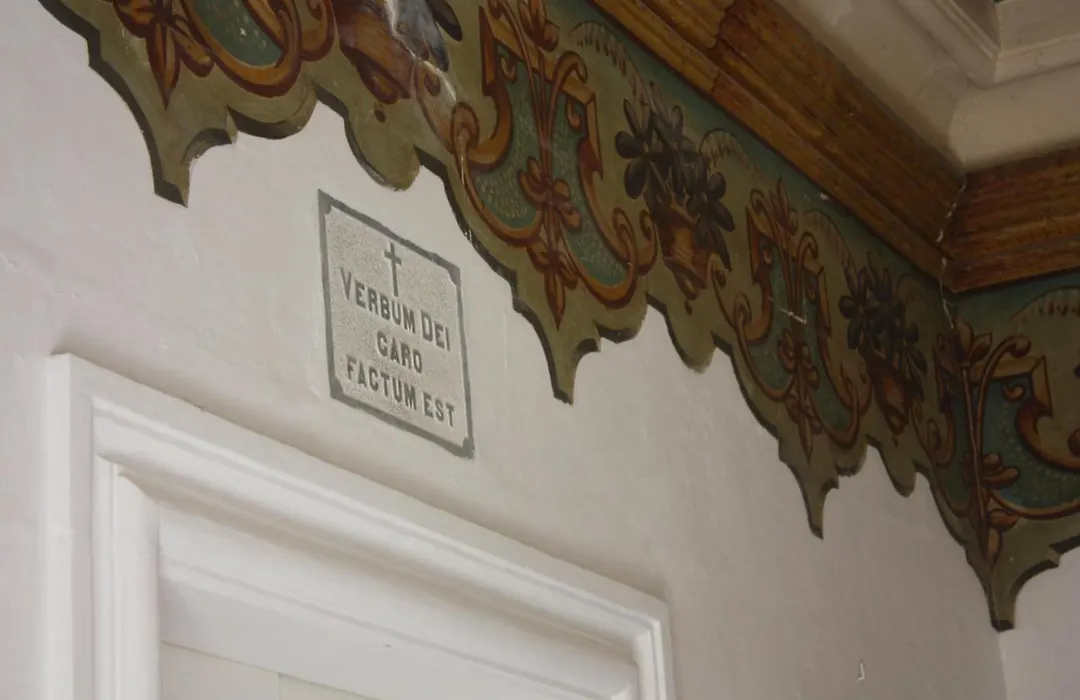 VERBUM DEI
CARO
FACTUM EST